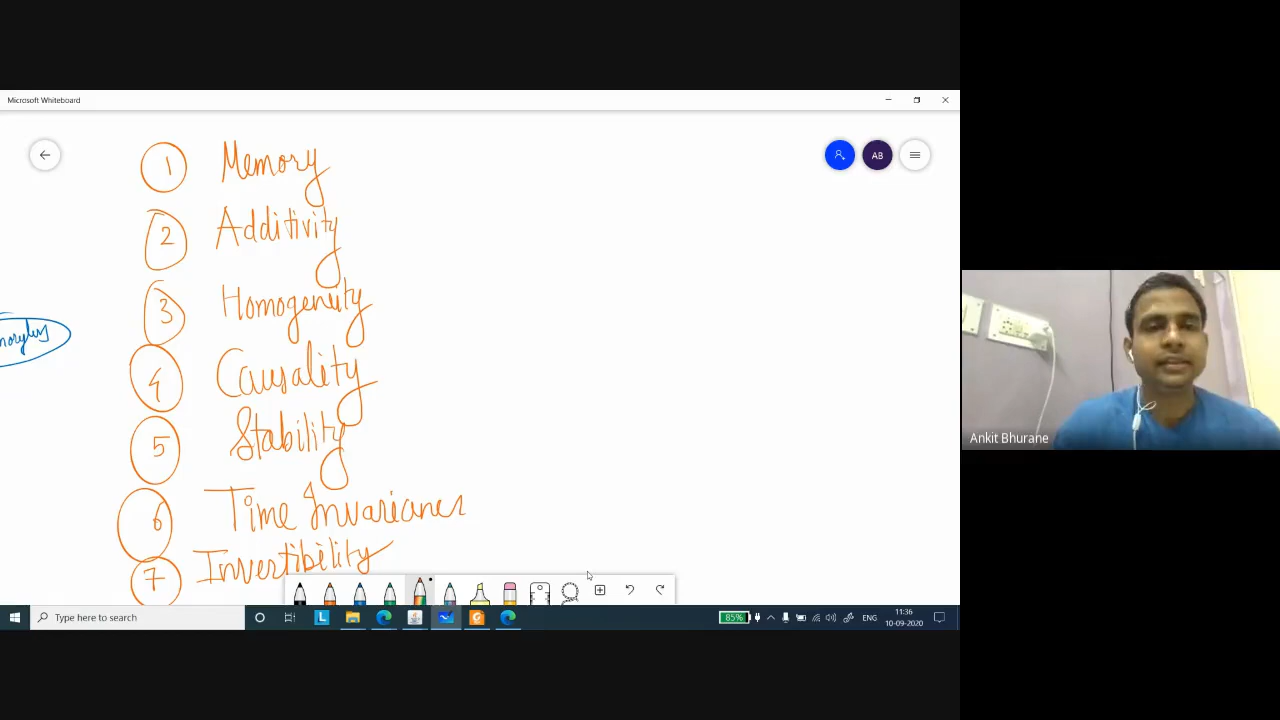 Microsoft Whiteboard
AB
1 Memory
2 Additivity
3 Homogenuity
4 Causality
5 Stability
6 Time Invariance
7 Invertibility
Ankit Bhurane
Type here to search
L
85%
ENG
11:36
10-09-2020